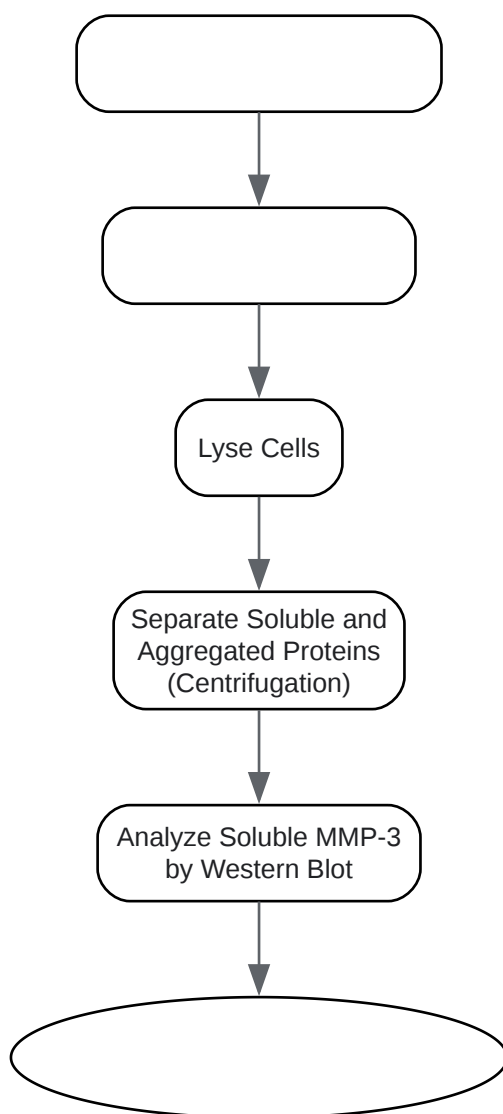 Lyse Cells
Separate Soluble and
Aggregated Proteins
(Centrifugation)
Analyze Soluble MMP-3
by Western Blot